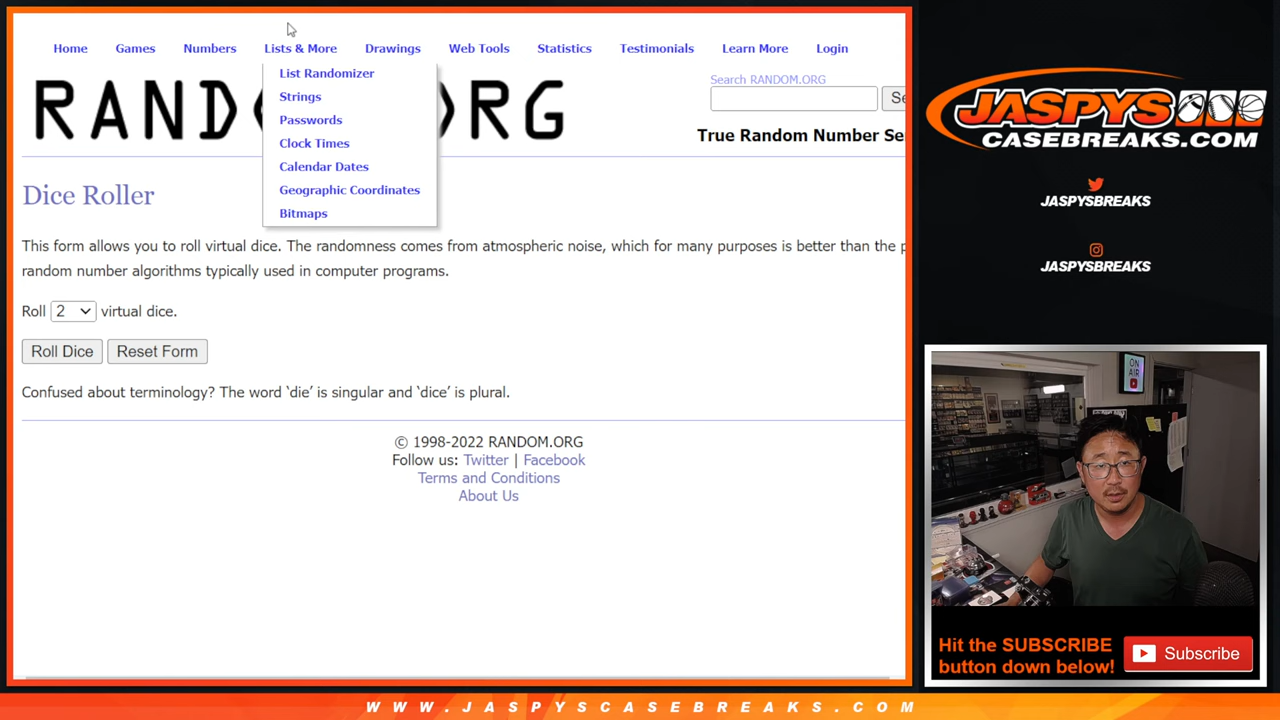 Home Games Numbers Lists & More Drawings Web Tools Statistics Testimonials Learn More Login
List Randomizer
Strings
Passwords
Clock Times
Calendar Dates
Geographic Coordinates
Bitmaps
RAND ORG
Search RANDOM.ORG
Se
True Random Number Se
Dice Roller
This form allows you to roll virtual dice. The randomness comes from atmospheric noise, which for many purposes is better than the p
random number algorithms typically used in computer programs.
Roll 2 virtual dice.
Roll Dice Reset Form
Confused about terminology? The word ‘die’ is singular and ‘dice’ is plural.
© 1998-2022 RANDOM.ORG
Follow us: Twitter | Facebook
Terms and Conditions
About Us
JASPYS
CASEBREAKS.COM
JASPYSBREAKS
JASPYSBREAKS
ON
AIR
Hit the SUBSCRIBE
button down below!
Subscribe
WWW.JASPYSCASEBREAKS.COM